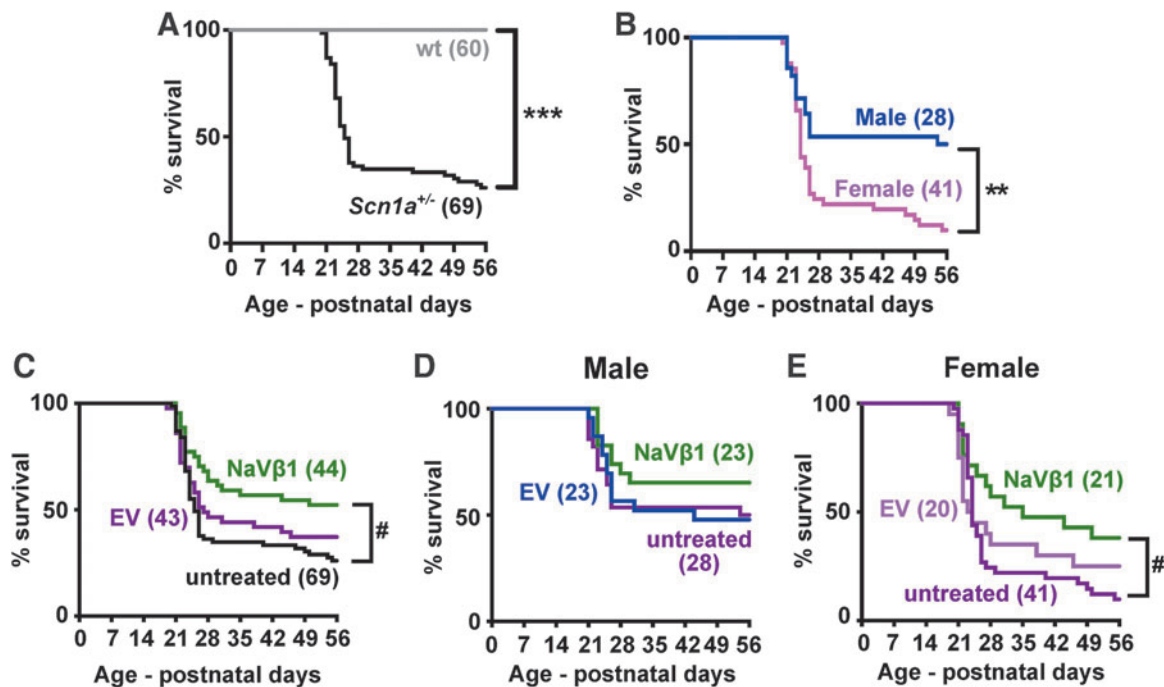 A
100
50
0
% survival
wt (60)
***
Scn1a+/- (69)
0 7 14 21 28 35 42 49 56
Age - postnatal days
B
100
50
0
% survival
Male (28)
Female (41)
**
0 7 14 21 28 35 42 49 56
Age - postnatal days
C
100
50
0
% survival
NaVβ1 (44)
EV (43)
untreated (69)
#
0 7 14 21 28 35 42 49 56
Age - postnatal days
D
Male
100
50
0
% survival
NaVβ1 (23)
EV (23)
untreated
(28)
0 7 14 21 28 35 42 49 56
Age - postnatal days
E
Female
100
50
0
% survival
NaVβ1 (21)
EV (20)
untreated (41)
#
0 7 14 21 28 35 42 49 56
Age - postnatal days